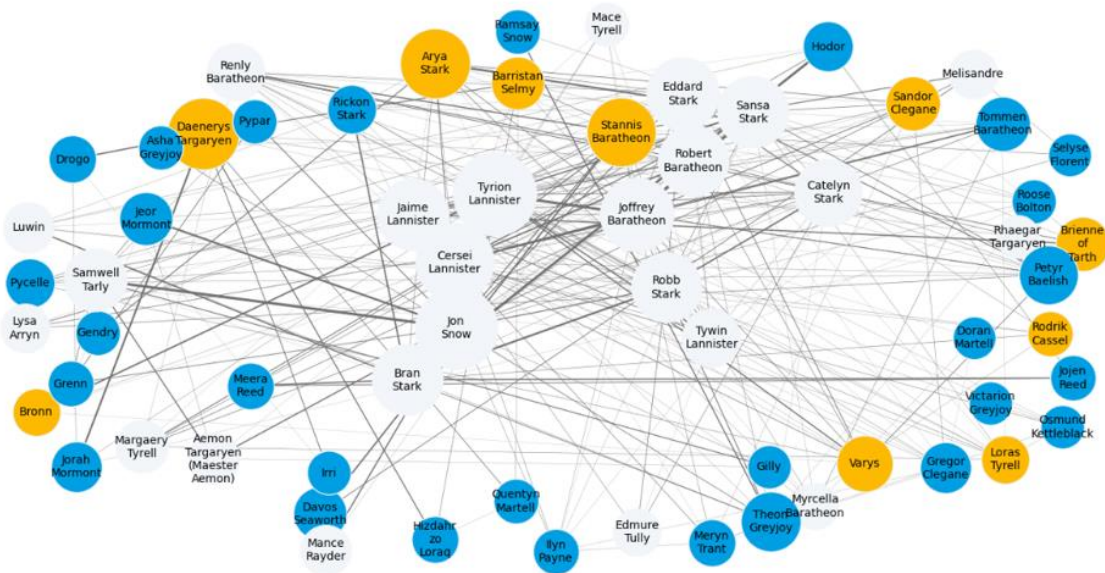 Mace
Tyrell
Ramsay
Snow
Hodor
Arya
Stark
Renly
Baratheon
Barristan
Selmy
Eddard
Stark
Sansa
Stark
Melisandre
Sandor
Clegane
Rickon
Stark
Pypar
Daenerys
Targaryen
Asha
Greyjoy
Stannis
Baratheon
Tommen
Baratheon
Drogo
Robert
Baratheon
Selyse
Florent
Tyrion
Lannister
Catelyn
Stark
Roose
Bolton
Jaime
Lannister
Joffrey
Baratheon
Jeor
Mormont
Luwin
Rhaegar
Targaryen
Brienne
of
Tarth
Cersei
Lannister
Petyr
Baelish
Pycelle
Samwell
Tarly
Robb
Stark
Lysa
Arryn
Gendry
Jon
Snow
Tywin
Lannister
Doran
Martell
Rodrik
Cassel
Bran
Stark
Grenn
Meera
Reed
Jojen
Reed
Bronn
Victarion
Greyjoy
Osmund
Kettleblack
Margaery
Tyrell
Aemon
Targaryen
(Maester
Aemon)
Jorah
Mormont
Irri
Gilly
Varys
Gregor
Clegane
Loras
Tyrell
Davos
Seaworth
Quentyn
Martell
Theon
Greyjoy
Myrcella
Baratheon
Mance
Rayder
Hizdahr
zo
Loraq
Ilyn
Payne
Edmure
Tully
Meryn
Trant